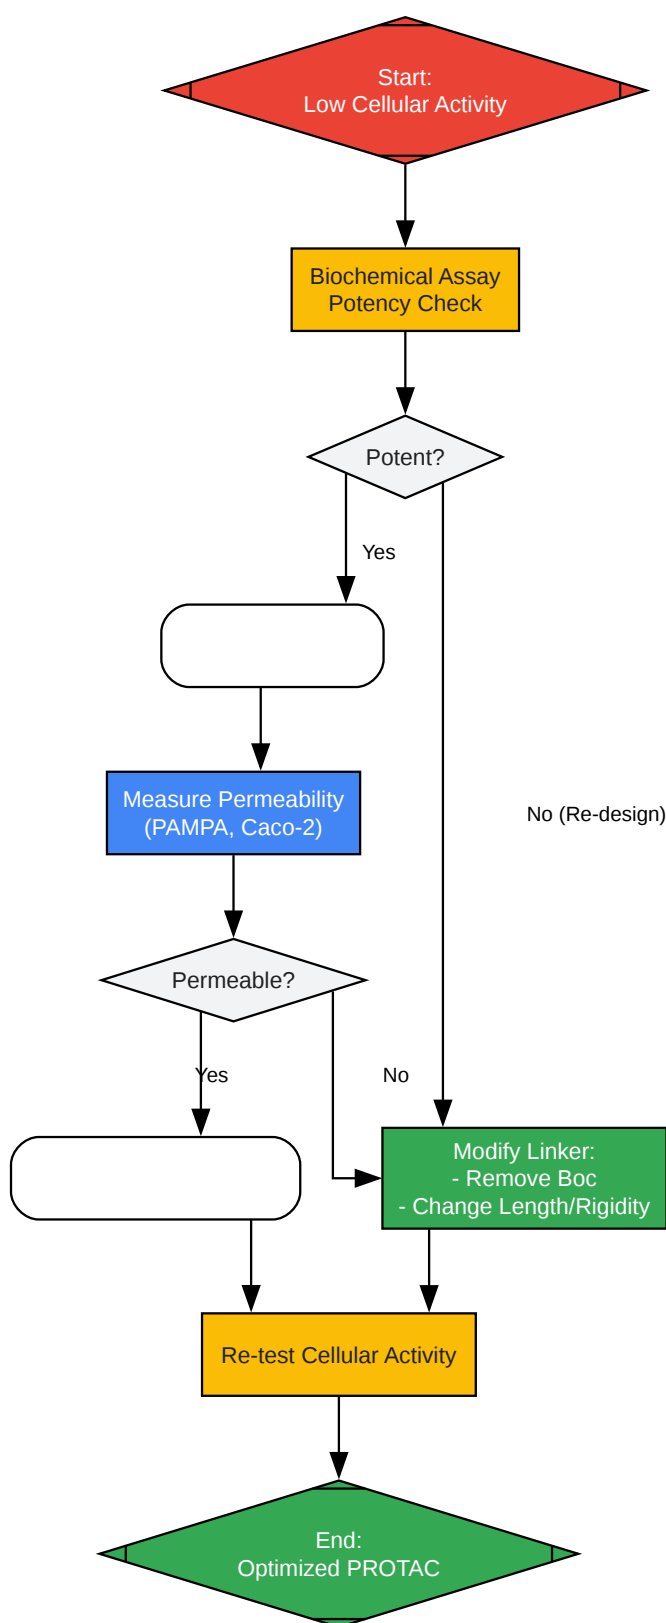 Start:
Low Cellular Activity
Biochemical Assay
Potency Check
Potent?
Yes
Measure Permeability
(PAMPA, Caco-2)
No (Re-design)
Permeable?
Yes
No
Modify Linker:
- Remove Boc
- Change Length/Rigidity
Re-test Cellular Activity
End:
Optimized PROTAC